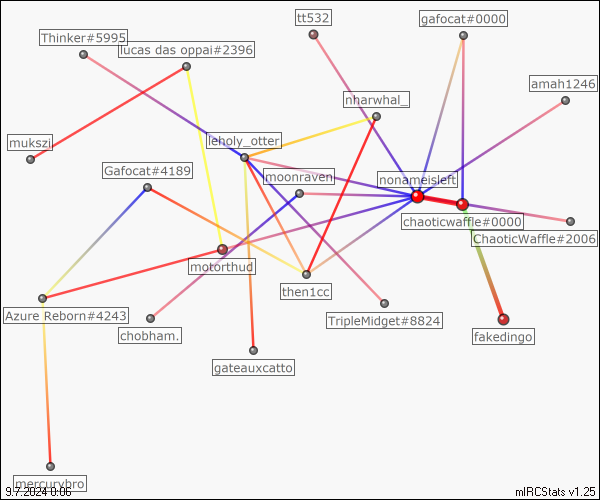 tt532
gafocat#0000
Thinker#5995
lucas das oppai#2396
amah1246
nharwhal_
mukszi
leholy_otter
Gafocat#4189
moonraven
nonameisleft
chaoticwaffle#0000
ChaoticWaffle#2006
motorthud
then1cc
Azure Reborn#4243
chobham.
TripleMidget#8824
fakedingo
gateauxcatto
mercurybro
9.7.2024 0:06
mIRCStats v1.25